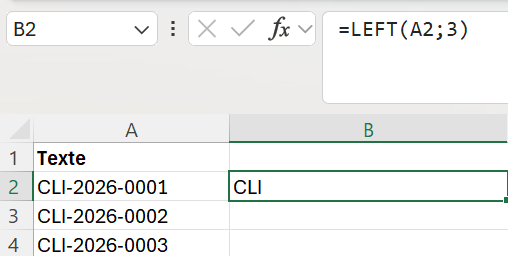 B2 fx =LEFT(A2;3)
A B
1 Texte
2 CLI-2026-0001 CLI
3 CLI-2026-0002
4 CLI-2026-0003